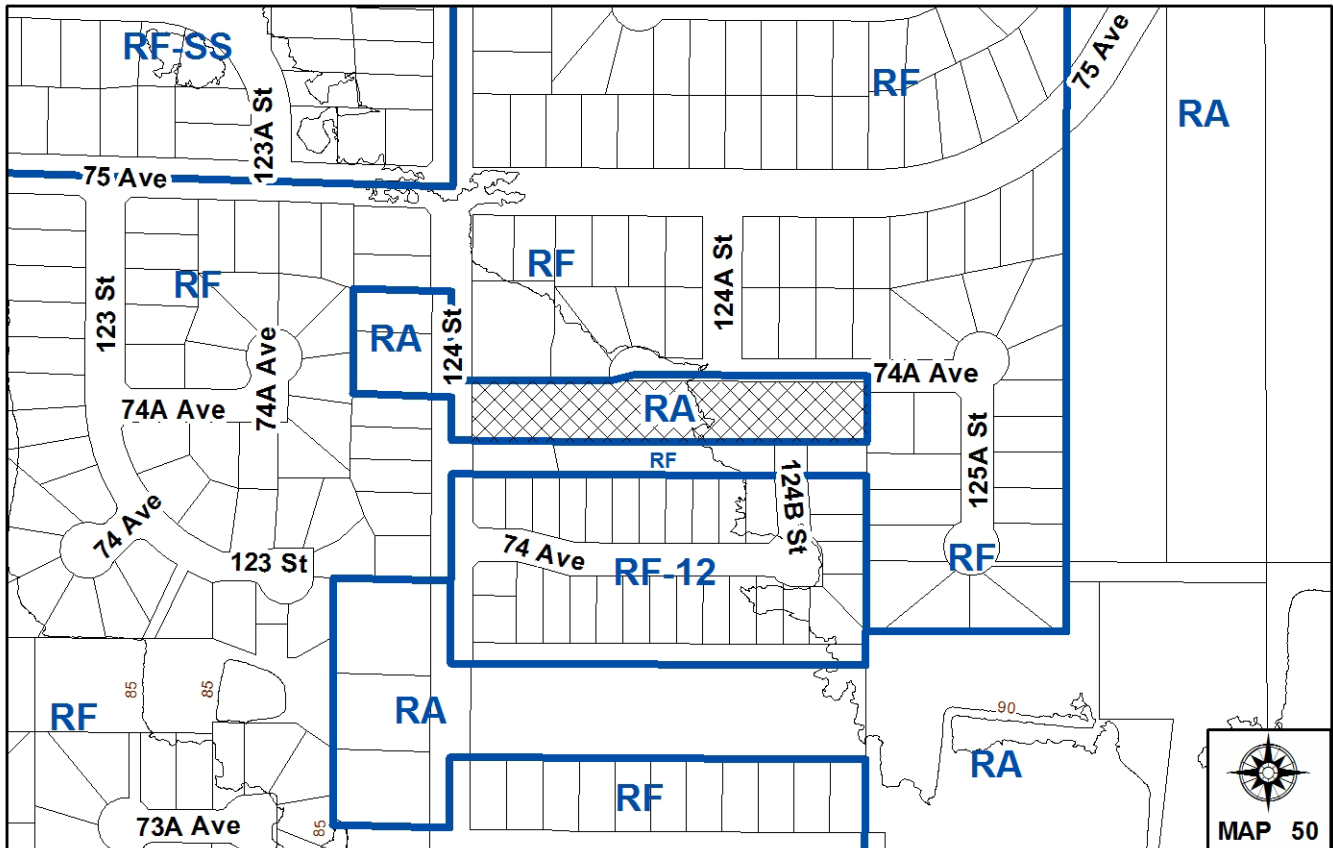 RF-SS
123A St
75 Ave
RF
75 Ave
RA
123 St
RF
RF
124A St
RA
124 St
74A Ave
74A Ave
RA
74A Ave
125A St
RF
124B St
74 Ave
123 St
74 Ave
RF-12
RF
85
85
RF
RA
90
RA
RF
73A Ave
85
MAP 50